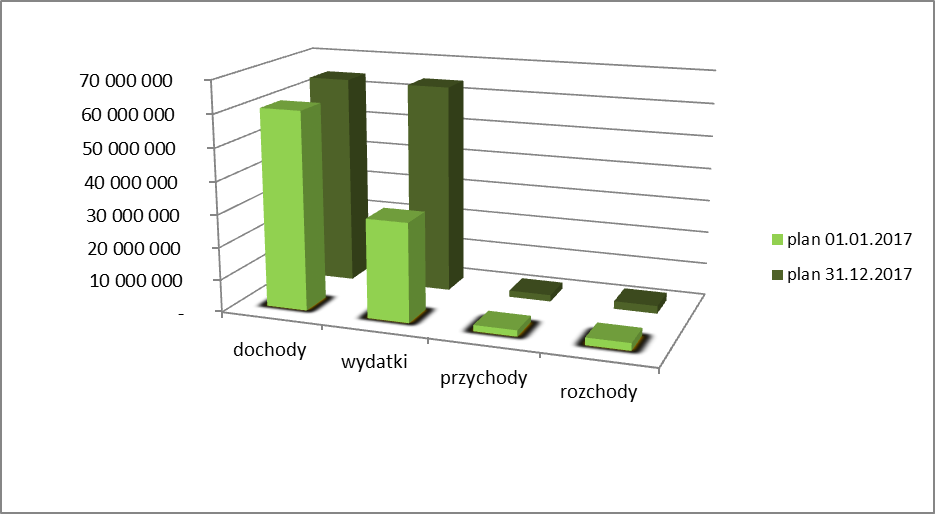 70 000 000
60 000 000
50 000 000
40 000 000
30 000 000
20 000 000
10 000 000
-
dochody
wydatki
przychody
rozchody
plan 01.01.2017
plan 31.12.2017